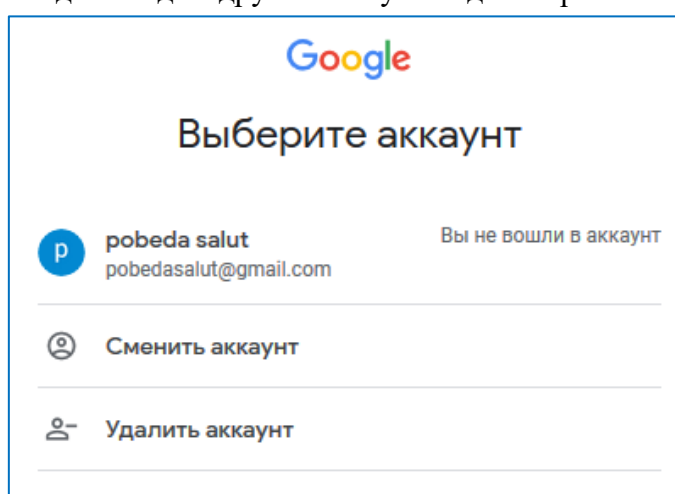 Google
Выберите аккаунт
p
pobeda salut
Вы не вошли в аккаунт
pobedasalut@gmail.com
Сменить аккаунт
Удалить аккаунт